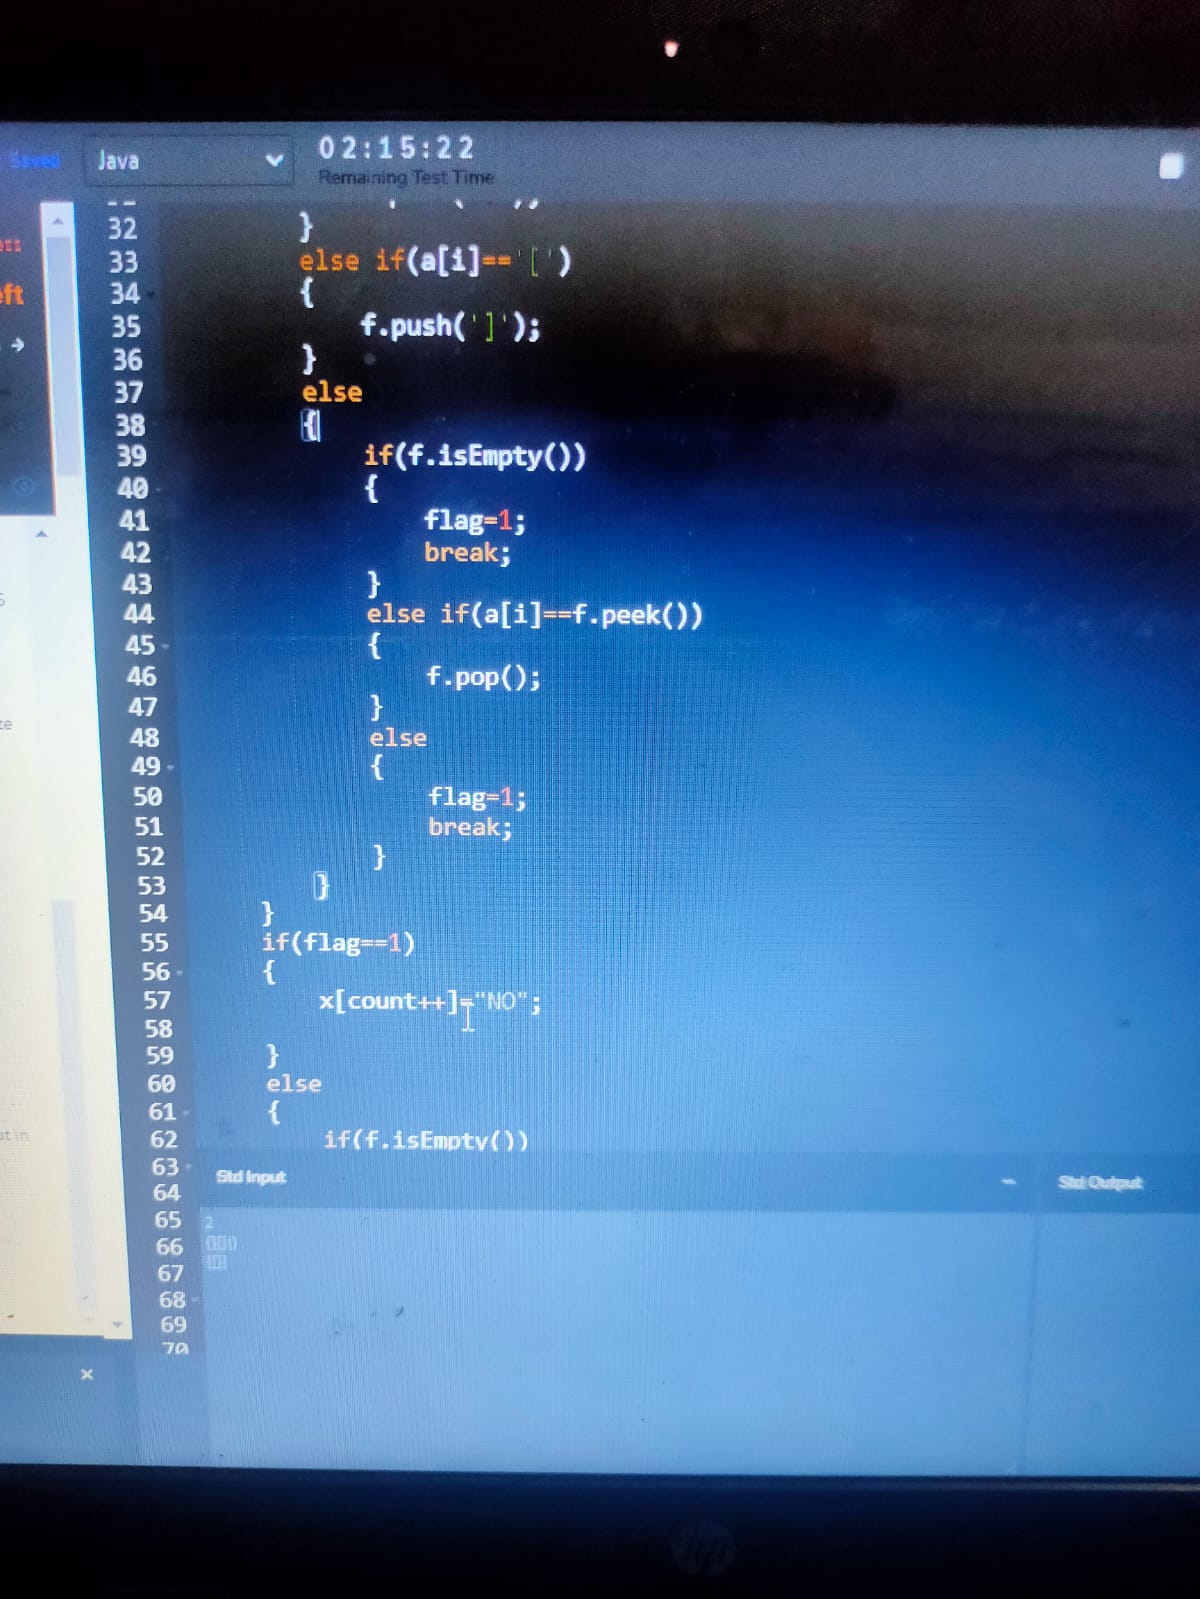 Saved
Java
02:15:22
Remaining Test Time
32 }
33 else if(a[i]=='[')
34 {
35 f.push(']');
36 }
37 else
38 {
39 if(f.isEmpty())
40 {
41 flag=1;
42 break;
43 }
44 else if(a[i]==f.peek())
45 {
46 f.pop();
47 }
48 else
49 {
50 flag=1;
51 break;
52 }
53 }
54 }
55 if(flag==1)
56 {
57 x[count++]="NO";
58
59 }
60 else
61 {
62 if(f.isEmpty())
63
64
65
66
67
68
69
70
Std Input
Std Output
2
hp